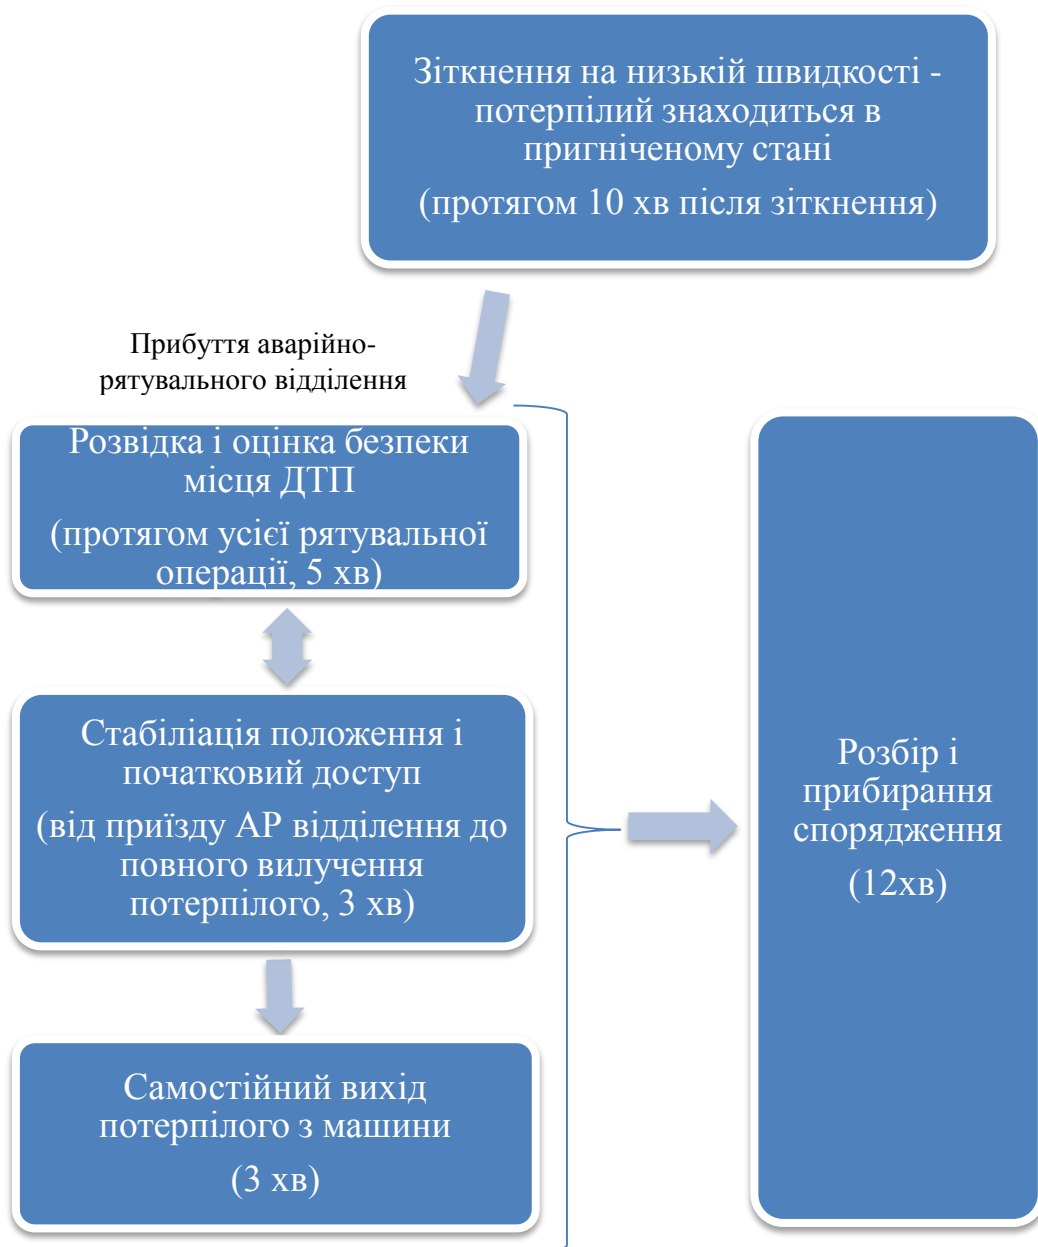 Зіткнення на низькій швидкості -
потерпілий знаходиться в
пригніченому стані
(протягом 10 хв після зіткнення)
Прибуття аварійно-
рятувального відділення
Розвідка і оцінка безпеки
місця ДТП
(протягом усієї рятувальної
операції, 5 хв)
Стабіліація положення і
початковий доступ
(від приїзду АР відділення до
повного вилучення
потерпілого, 3 хв)
Самостійний вихід
потерпілого з машини
(3 хв)
Розбір і
прибирання
спорядження
(12хв)